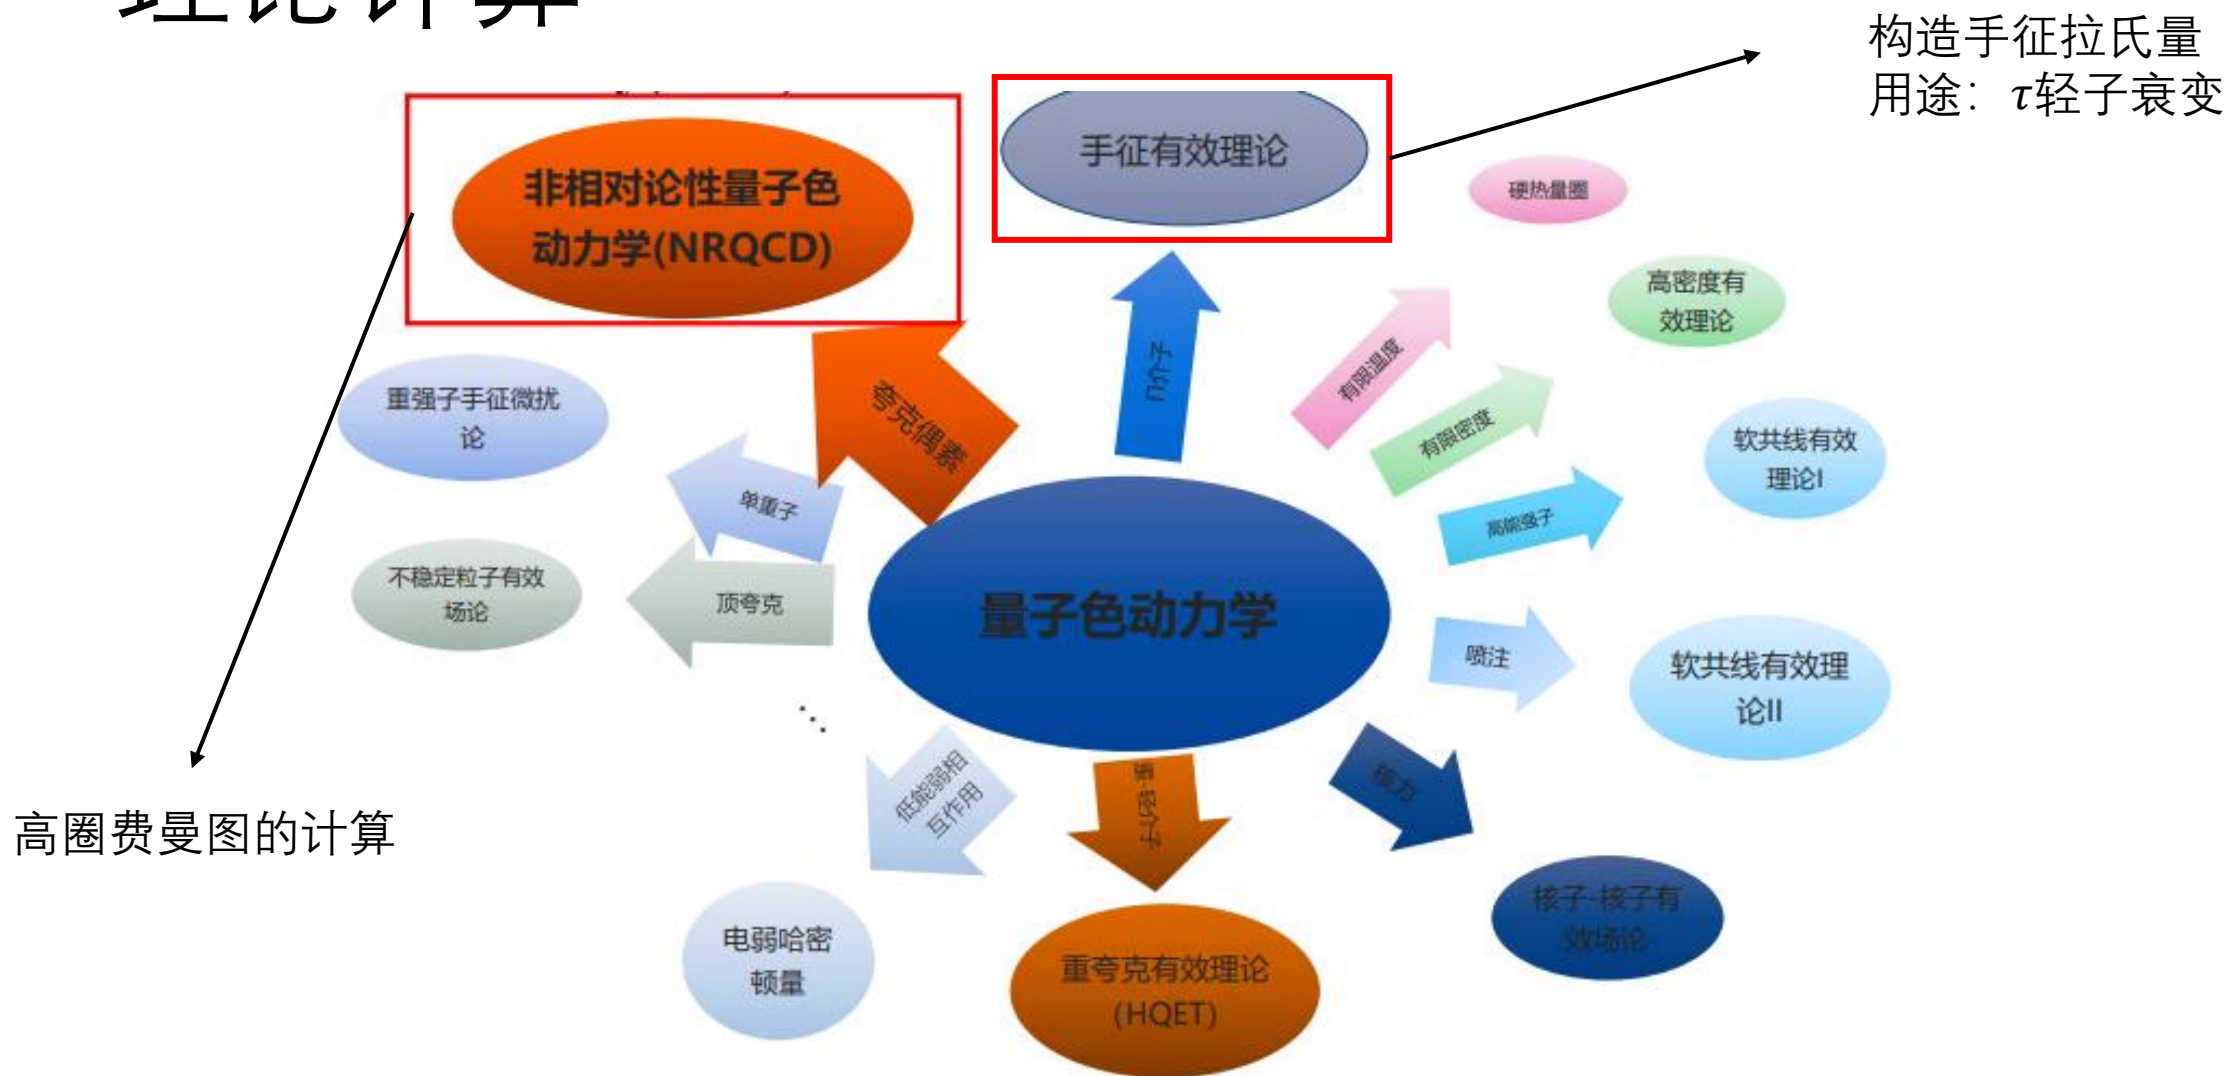 理论计算
构造手征拉氏量
用途：τ轻子衰变
手征有效理论
非相对论性量子色
动力学(NRQCD)
硬热量圈
高密度有
效理论
有限温度
夸克偶素
有限密度
重强子手征微扰
论
软共线有效
理论I
单重子
高能强子
不稳定粒子有效
场论
顶夸克
量子色动力学
喷注
软共线有效理
论II
...
低能弱相
互作用
核力
高圈费曼图的计算
电弱哈密
顿量
重夸克有效理论
(HQET)
核子-核子有
效场论